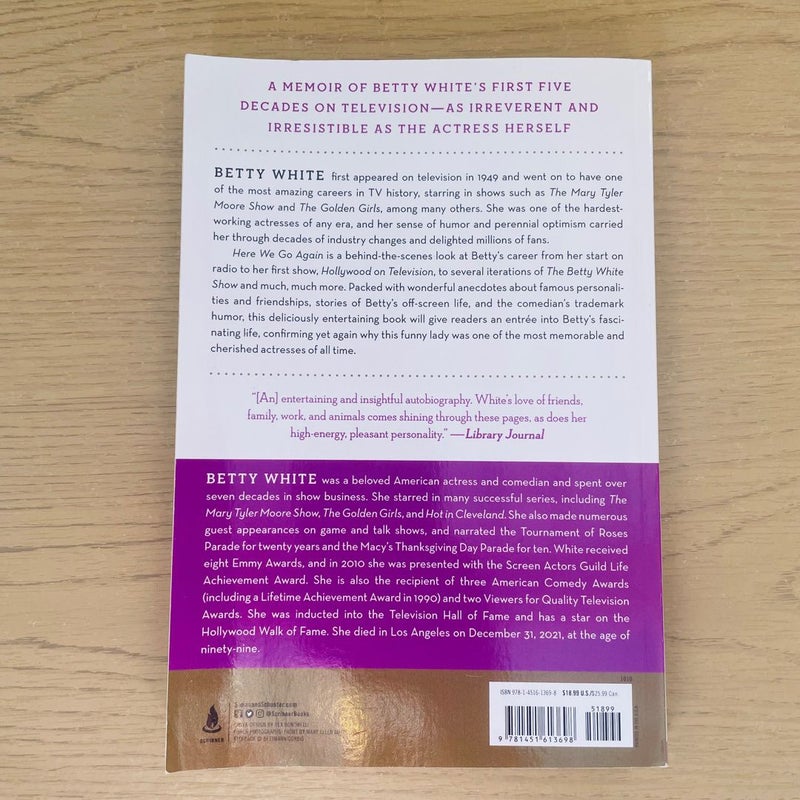 A MEMOIR OF BETTY WHITE'S FIRST FIVE
DECADES ON TELEVISION—AS IRREVERENT AND
IRRESISTIBLE AS THE ACTRESS HERSELF
BETTY WHITE first appeared on television in 1949 and went on to have one
of the most amazing careers in TV history, starring in shows such as The Mary Tyler
Moore Show and The Golden Girls, among many others. She was one of the hardest-
working actresses of any era, and her sense of humor and perennial optimism carried
her through decades of industry changes and delighted millions of fans.
Here We Go Again is a behind-the-scenes look at Betty's career from her start on
radio to her first show, Hollywood on Television, to several iterations of The Betty White
Show and much, much more. Packed with wonderful anecdotes about famous personali-
ties and friendships, stories of Betty's off-screen life, and the comedian's trademark
humor, this deliciously entertaining book will give readers an entrée into Betty's fasci-
nating life, confirming yet again why this funny lady was one of the most memorable and
cherished actresses of all time.
"[An] entertaining and insightful autobiography. White's love of friends,
family, work, and animals comes shining through these pages, as does her
high-energy, pleasant personality." —Library Journal
BETTY WHITE was a beloved American actress and comedian and spent over
seven decades in show business. She starred in many successful series, including The
Mary Tyler Moore Show, The Golden Girls, and Hot in Cleveland. She also made numerous
guest appearances on game and talk shows, and narrated the Tournament of Roses
Parade for twenty years and the Macy's Thanksgiving Day Parade for ten. White received
eight Emmy Awards, and in 2010 she was presented with the Screen Actors Guild Life
Achievement Award. She is also the recipient of three American Comedy Awards
(including a Lifetime Achievement Award in 1990) and two Viewers for Quality Television
Awards. She was inducted into the Television Hall of Fame and has a star on the
Hollywood Walk of Fame. She died in Los Angeles on December 31, 2021, at the age of
ninety-nine.
1010
SimonandSchuster.com
@ScribnerBooks
SCRIBNER
ISBN 978-1-4516-1369-8 $18.99 U.S./$25.99 Can.
51899
9 781451 613698